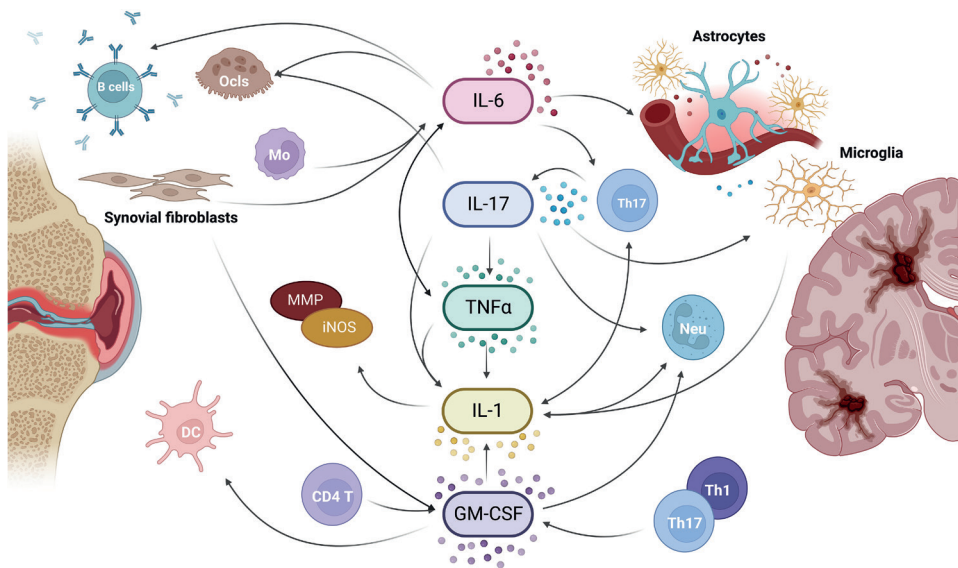 Astrocytes
B cells
Ocls
IL-6
Mo
Microglia
IL-17
Th17
Synovial fibroblasts
MMP
iNOS
TNFα
Neu
IL-1
DC
CD4 T
GM-CSF
Th1
Th17